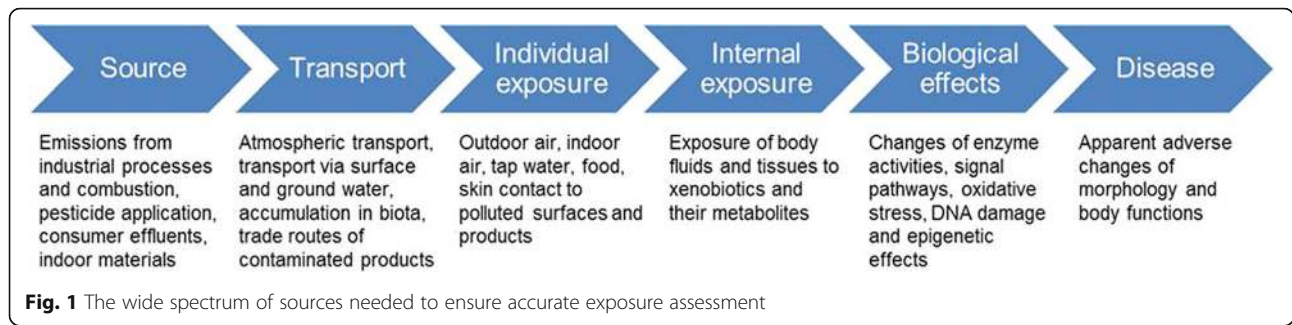 Source
Transport
Individual
exposure
Internal
exposure
Biological
effects
Disease
Emissions from
industrial processes
and combustion,
pesticide application,
consumer effluents,
indoor materials
Atmospheric transport,
transport via surface
and ground water,
accumulation in biota,
trade routes of
contaminated products
Outdoor air, indoor
air, tap water, food,
skin contact to
polluted surfaces and
products
Exposure of body
fluids and tissues to
xenobiotics and
their metabolites
Changes of enzyme
activities, signal
pathways, oxidative
stress, DNA damage
and epigenetic
effects
Apparent adverse
changes of
morphology and
body functions
Fig. 1 The wide spectrum of sources needed to ensure accurate exposure assessment